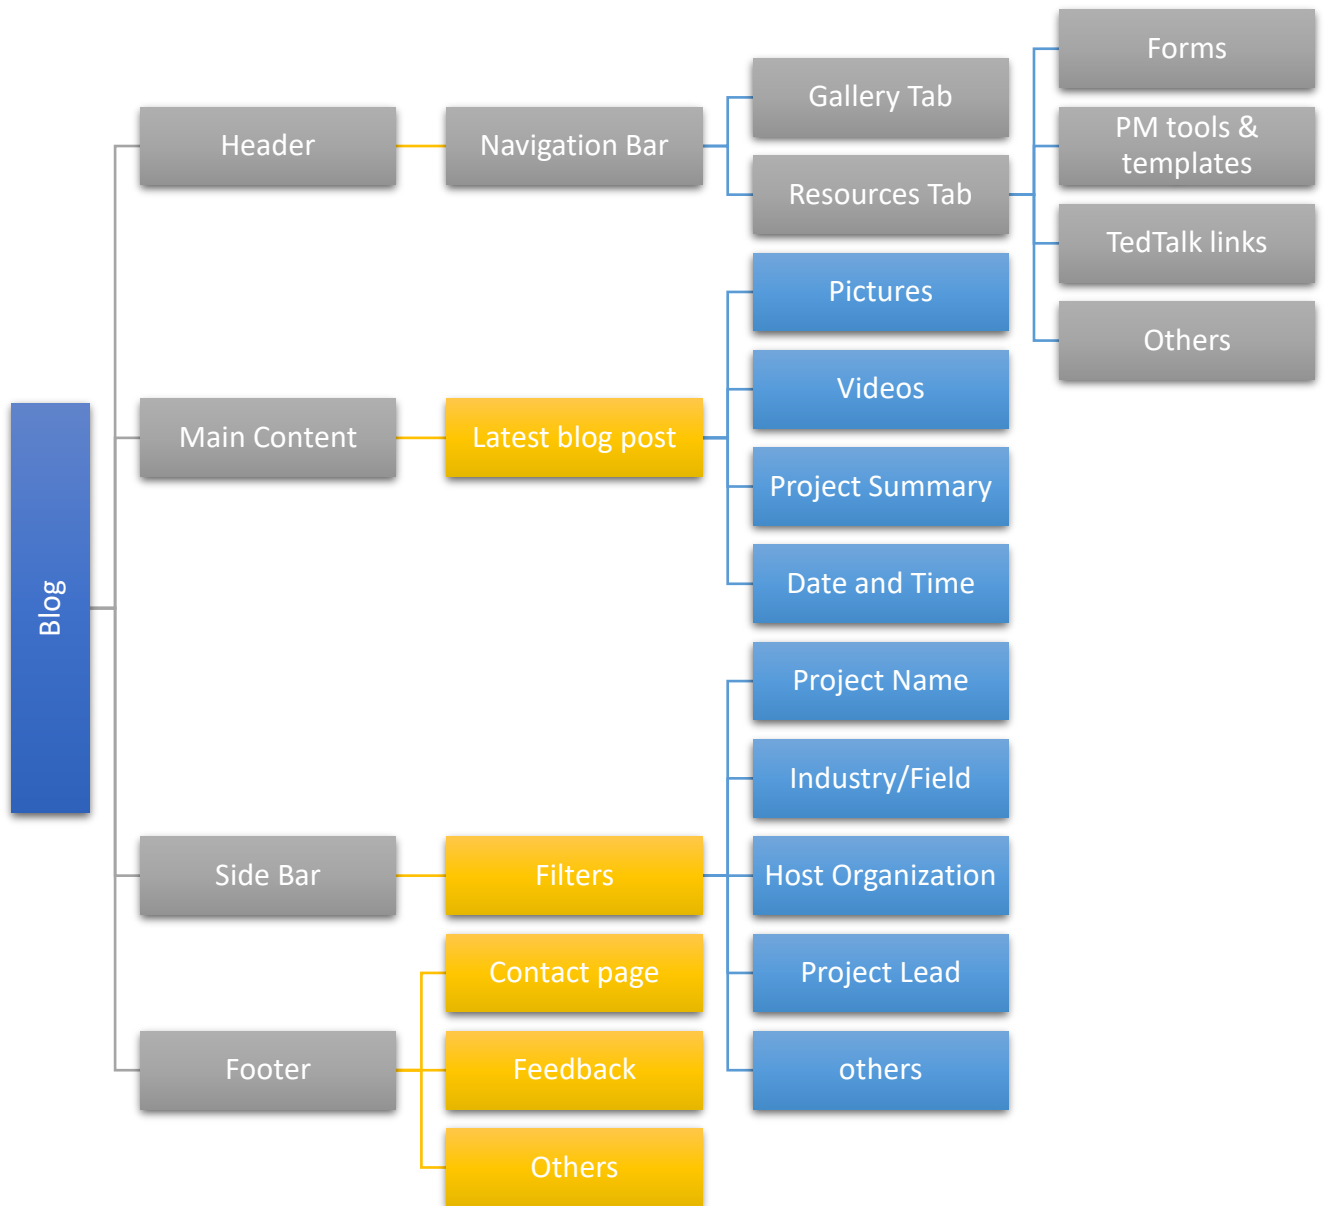 Blog
Header
Navigation Bar
Gallery Tab
Resources Tab
Forms
PM tools &
templates
TedTalk links
Others
Main Content
Latest blog post
Pictures
Videos
Project Summary
Date and Time
Side Bar
Filters
Project Name
Industry/Field
Host Organization
Project Lead
others
Footer
Contact page
Feedback
Others